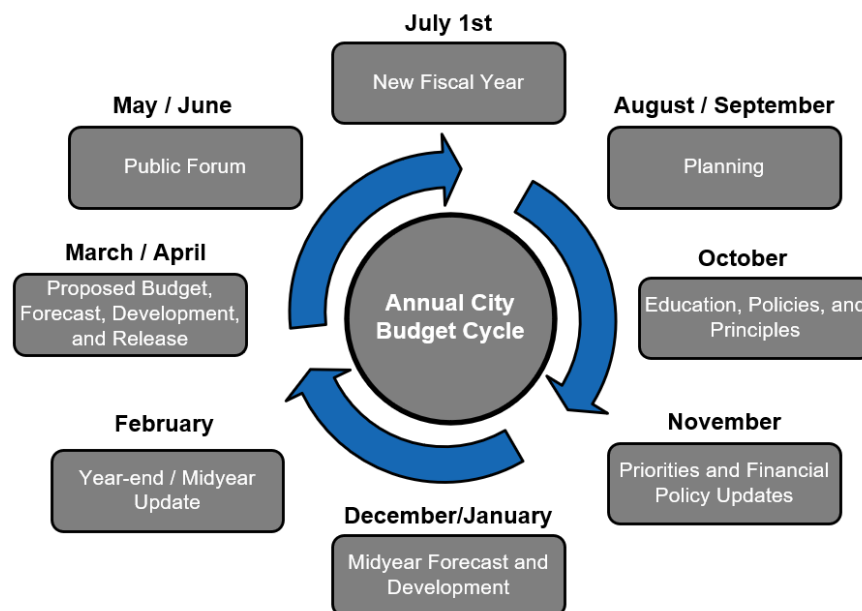 July 1st
New Fiscal Year
August / September
Planning
October
Education, Policies, and
Principles
November
Priorities and Financial
Policy Updates
December/January
Midyear Forecast and
Development
February
Year-end / Midyear
Update
March / April
Proposed Budget,
Forecast, Development,
and Release
May / June
Public Forum
Annual City
Budget Cycle